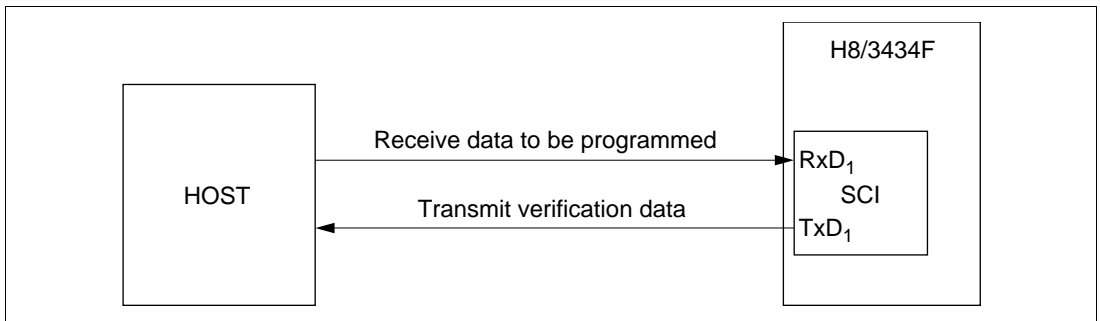 H8/3434F
Receive data to be programmed
RxD1
HOST
SCI
Transmit verification data
TxD1